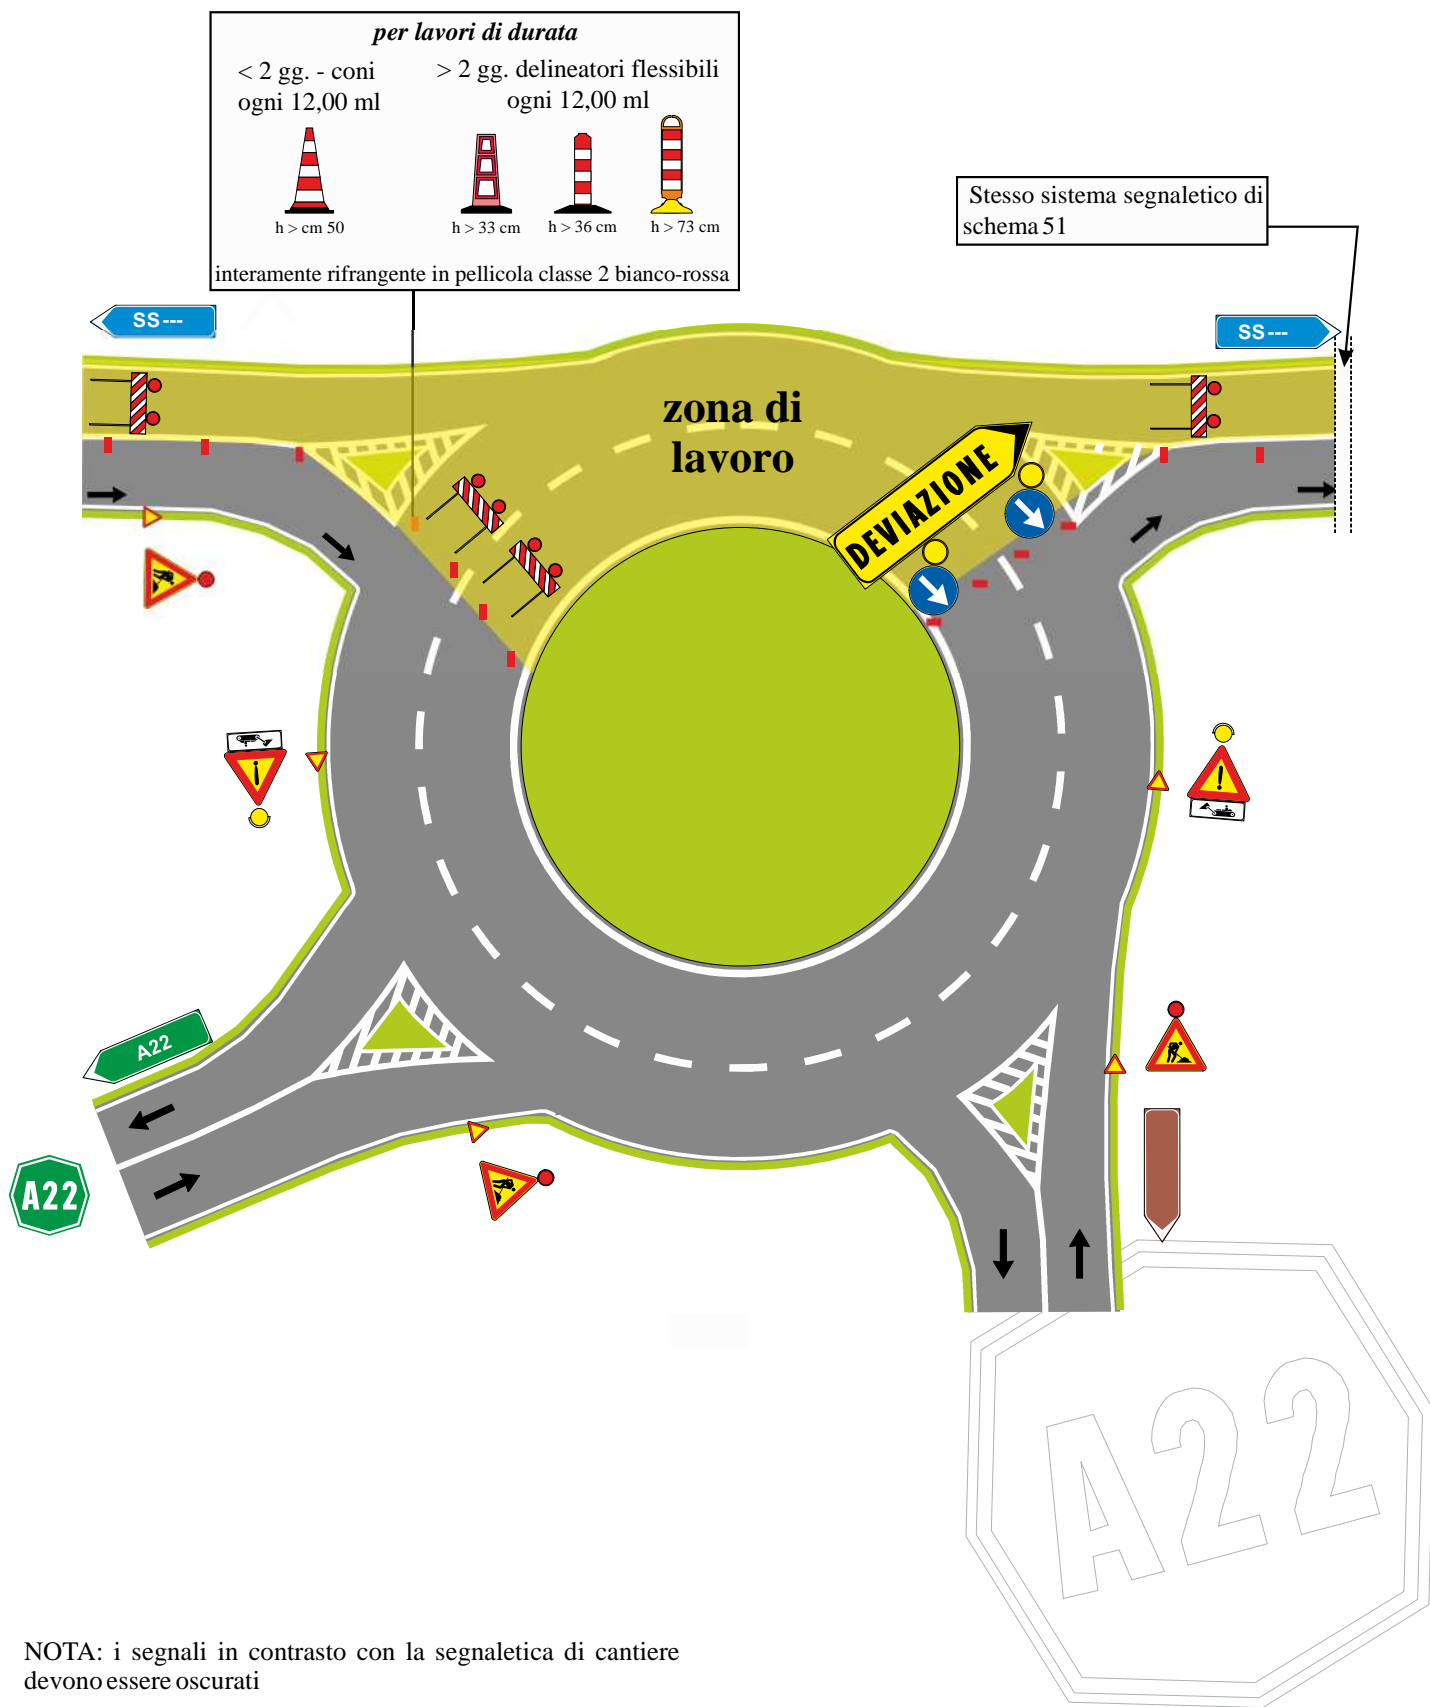 per lavori di durata
< 2 gg. - coni
ogni 12,00 ml
> 2 gg. delineatori flessibili
ogni 12,00 ml
h > cm 50
h > 33 cm
h > 36 cm
h > 73 cm
interamente rifrangente in pellicola classe 2 bianco-rossa
Stesso sistema segnaletico di
schema 51
SS---
SS---
zona di
lavoro
DEVIAZIONE
!
!
A22
A22
A22
NOTA: i segnali in contrasto con la segnaletica di cantiere
devono essere oscurati